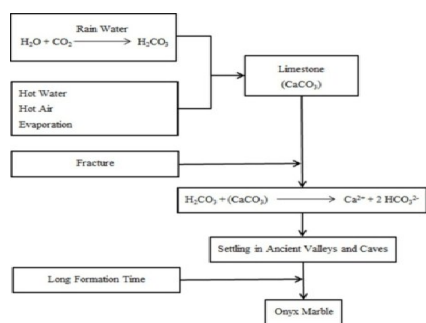 Rain Water
H₂O + CO₂ ⟶ H₂CO₃
Hot Water
Hot Air
Evaporation
Limestone
(CaCO₃)
Fracture
H₂CO₃ + (CaCO₃) ⟶ Ca²⁺ + 2 HCO₃²⁻
Settling in Ancient Valleys and Caves
Long Formation Time
Onyx Marble